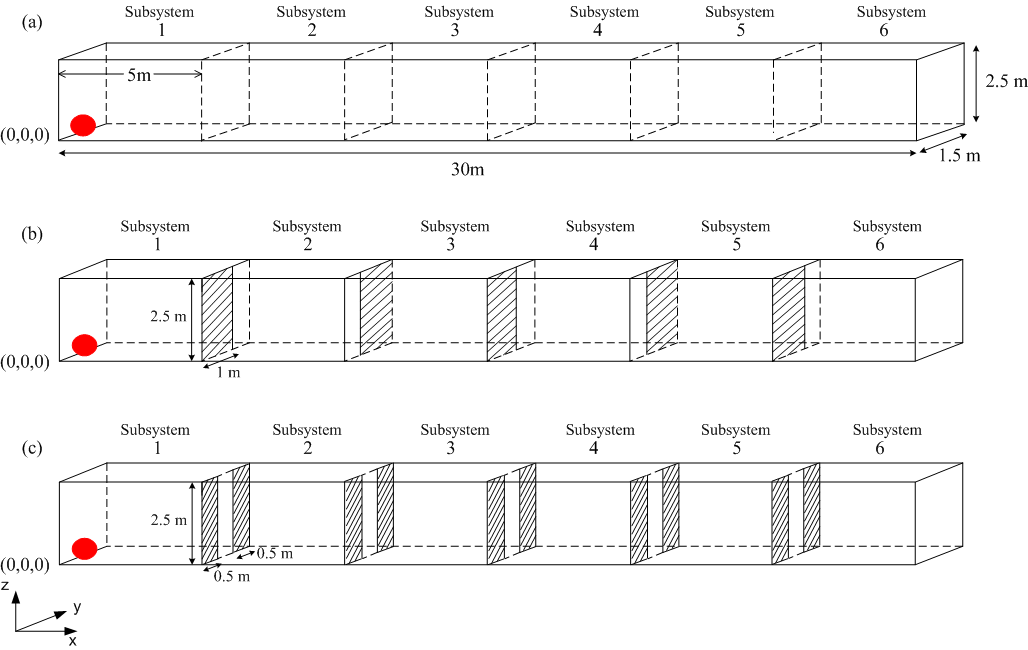 (a)
Subsystem Subsystem Subsystem Subsystem Subsystem Subsystem
1 2 3 4 5 6
5m
2.5 m
(0,0,0)
1.5 m
30m
(b)
Subsystem Subsystem Subsystem Subsystem Subsystem Subsystem
1 2 3 4 5 6
2.5 m
(0,0,0)
1 m
(c)
Subsystem Subsystem Subsystem Subsystem Subsystem Subsystem
1 2 3 4 5 6
2.5 m
0.5 m
(0,0,0)
0.5 m
z
y
x